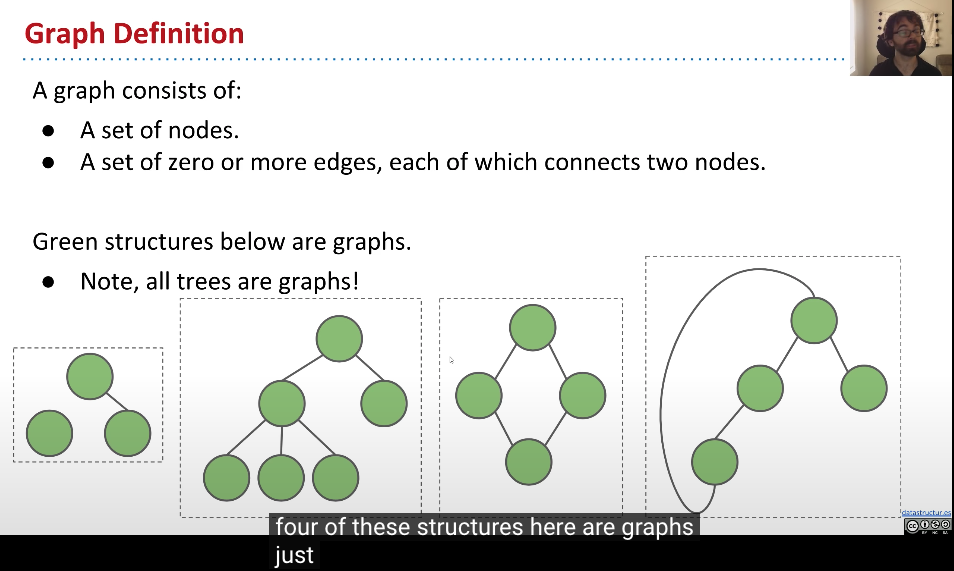 Graph Definition
A graph consists of:
● A set of nodes.
● A set of zero or more edges, each of which connects two nodes.
Green structures below are graphs.
● Note, all trees are graphs!
datastructur.es
four of these structures here are graphs
just